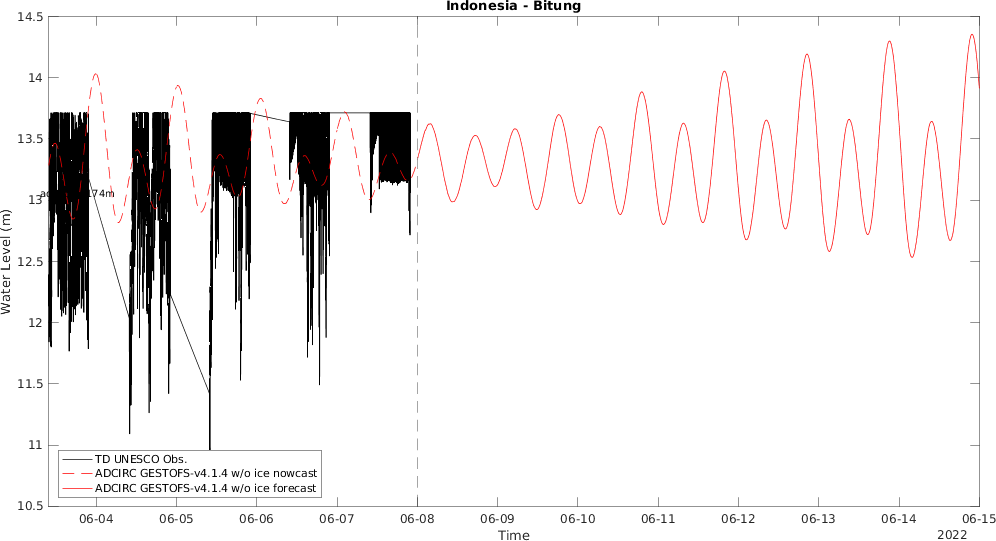 Indonesia - Bitung
14.5
14
13.5
13
12.5
12
11.5
11
10.5
Water Level (m)
174m
TD UNESCO Obs.
ADCIRC GESTOFS-v4.1.4 w/o ice nowcast
ADCIRC GESTOFS-v4.1.4 w/o ice forecast
06-04 06-05 06-06 06-07 06-08 06-09 06-10 06-11 06-12 06-13 06-14 06-15
Time
2022